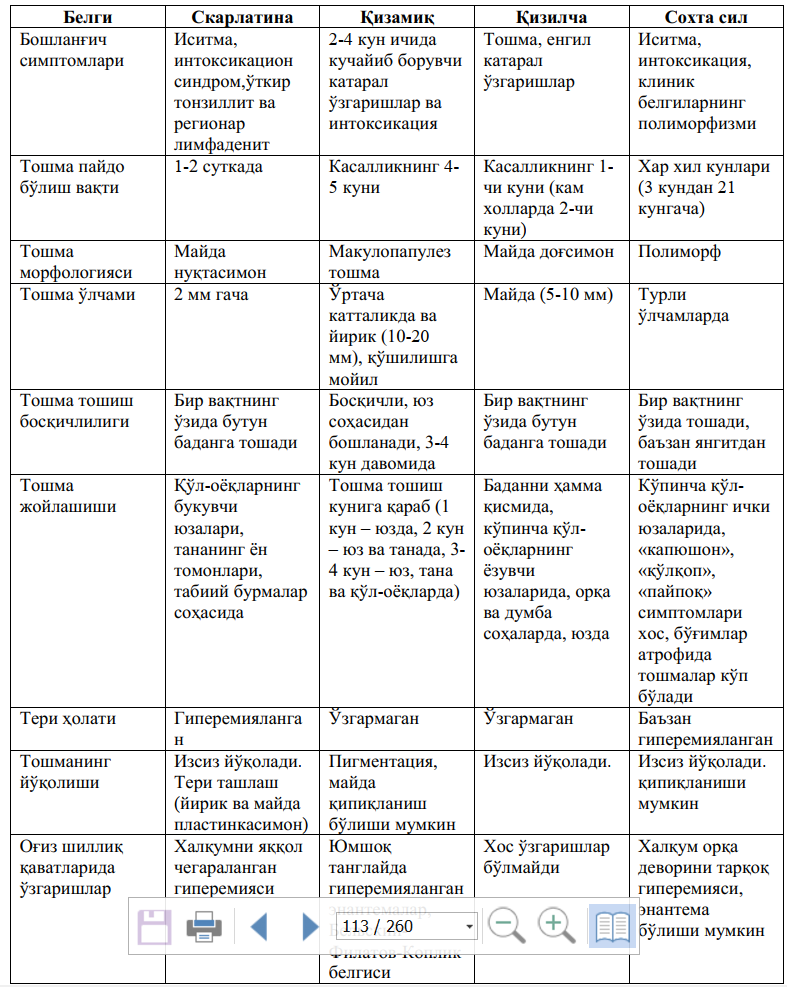 Белги
Скарлатина
Қизамиқ
Қизилча
Сохта сил
Бошланғич
симптомлари
Иситма,
интоксикацион
синдром,ўткир
тонзиллит ва
регионар
лимфаденит
2-4 кун ичида
кучайиб борувчи
катарал
ўзгаришлар ва
интоксикация
Тошма, енгил
катарал
ўзгаришлар
Иситма,
интоксикация,
клиник
белгиларнинг
полиморфизми
Тошма пайдо
бўлиш вақти
1-2 суткада
Касалликнинг 4-
5 куни
Касалликнинг 1-
чи куни (кам
холларда 2-чи
куни)
Хар хил кунлари
(3 кундан 21
кунгача)
Тошма
морфологияси
Майда
нуқтасимон
Макулопапулез
тошма
Майда доғсимон
Полиморф
Тошма ўлчами
2 мм гача
Ўртача
катталикда ва
йирик (10-20
мм), қўшилишга
мойил
Майда (5-10 мм)
Турли
ўлчамларда
Тошма тошиш
босқичлилиги
Бир вақтнинг
ўзида бутун
баданга тошади
Босқичли, юз
соҳасидан
бошланади, 3-4
кун давомида
Бир вақтнинг
ўзида бутун
баданга тошади
Бир вақтнинг
ўзида тошади,
баъзан янгитдан
тошади
Тошма
жойлашиши
Қўл-оёқларнинг
букувчи
юзалари,
тананинг ён
томонлари,
табиий бурмалар
соҳасида
Тошма тошиш
кунига қараб (1
кун – юзда, 2 кун
– юз ва танада, 3-
4 кун – юз, тана
ва қўл-оёқларда)
Баданни ҳамма
қисмида,
кўпинча қўл-
оёқларнинг
ёзувчи
юзаларида, орқа
ва думба
соҳаларда, юзда
Кўпинча қўл-
оёқларнинг ички
юзаларида,
«капюшон»,
«қўлқоп»,
«пайпоқ»
симптомлари
хос, бўғимлар
атрофида
тошмалар кўп
бўлади
Тери ҳолати
Гиперемияланга
н
Ўзгармаган
Ўзгармаган
Баъзан
гиперемияланган
Тошманинг
йўқолиши
Изсиз йўқолади.
Тери ташлаш
(йирик ва майда
пластинкасимон)
Пигментация,
майда
қипиқланиш
бўлиши мумкин
Изсиз йўқолади.
Изсиз йўқолади.
қипиқланиши
мумкин
Оғиз шиллиқ
қаватларида
ўзгаришлар
Халқумни яққол
чегараланган
гиперемияси
Юмшоқ
танглайда
гиперемияланган
энантемалар,
Филатов-Коплик
белгиси
Хос ўзгаришлар
бўлмайди
Халқум орқа
деворини тарқоқ
гиперемияси,
энантема
бўлиши мумкин
113 / 260